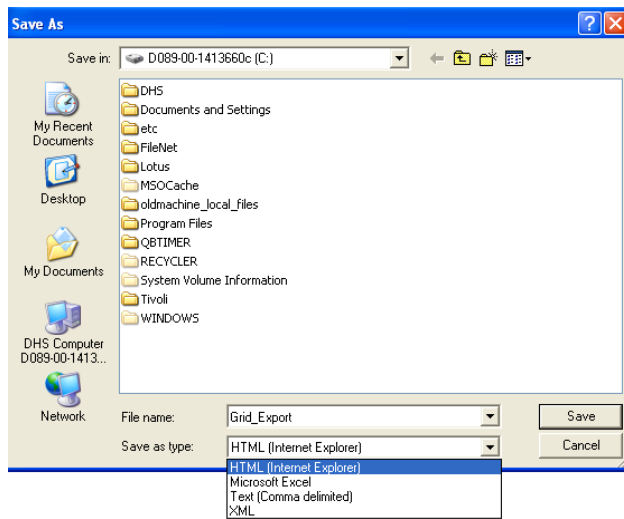 Save As
Save in:
D089-00-1413660c (C:)
My Recent
Documents
Desktop
My Documents
DHS Computer
D089-00-1413...
Network
DHS
Documents and Settings
etc
FileNet
Lotus
MSOCache
oldmachine_local_files
Program Files
QBTIMER
RECYCLER
System Volume Information
Tivoli
WINDOWS
File name:
Grid_Export
Save
Save as type:
HTML (Internet Explorer)
Cancel
HTML (Internet Explorer)
Microsoft Excel
Text (Comma delimited)
XML